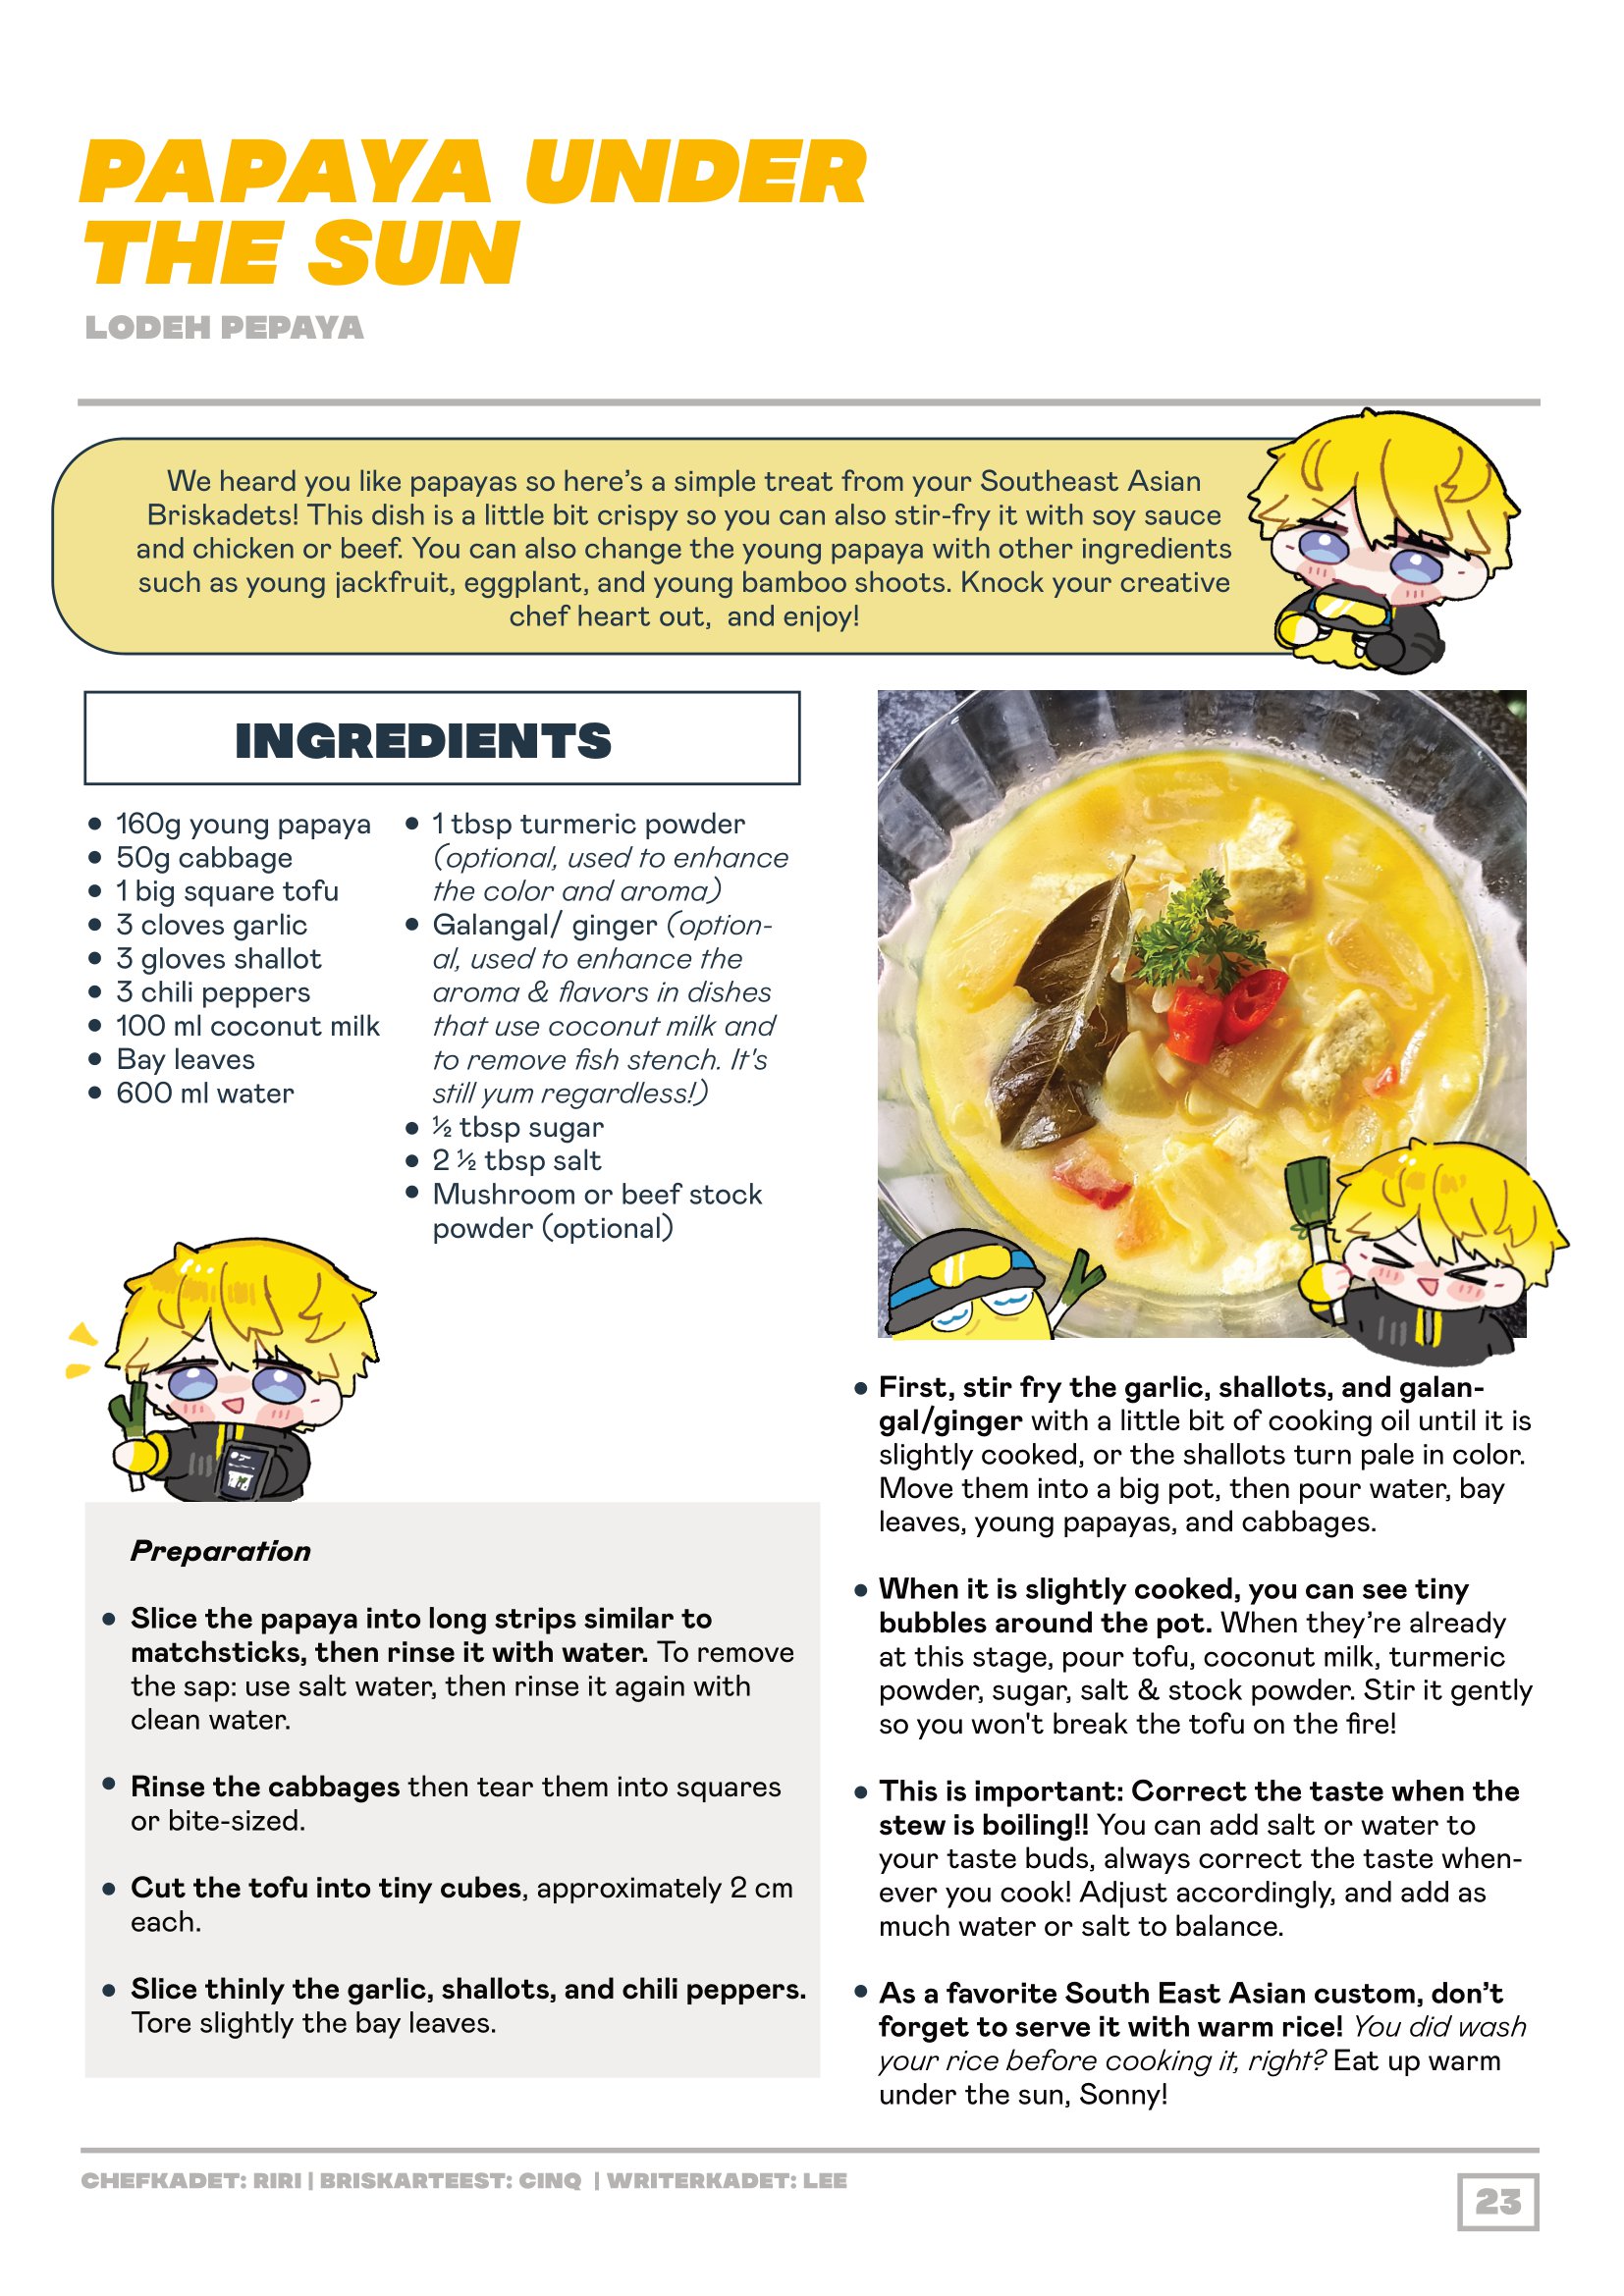 PAPAYA UNDER
THE SUN
LODEH PEPAYA
We heard you like papayas so here’s a simple treat from your Southeast Asian
Briskadets! This dish is a little bit crispy so you can also stir-fry it with soy sauce
and chicken or beef. You can also change the young papaya with other ingredients
such as young jackfruit, eggplant, and young bamboo shoots. Knock your creative
chef heart out,  and enjoy!
INGREDIENTS
• 160g young papaya
• 50g cabbage
• 1 big square tofu
• 3 cloves garlic
• 3 gloves shallot
• 3 chili peppers
• 100 ml coconut milk
• Bay leaves
• 600 ml water
• 1 tbsp turmeric powder
(optional, used to enhance
the color and aroma)
• Galangal/ ginger (option-
al, used to enhance the
aroma & flavors in dishes
that use coconut milk and
to remove fish stench. It's
still yum regardless!)
• ½ tbsp sugar
• 2 ½ tbsp salt
• Mushroom or beef stock
powder (optional)
Preparation
• Slice the papaya into long strips similar to
matchsticks, then rinse it with water. To remove
the sap: use salt water, then rinse it again with
clean water.
• Rinse the cabbages then tear them into squares
or bite-sized.
• Cut the tofu into tiny cubes, approximately 2 cm
each.
• Slice thinly the garlic, shallots, and chili peppers.
Tore slightly the bay leaves.
• First, stir fry the garlic, shallots, and galan-
gal/ginger with a little bit of cooking oil until it is
slightly cooked, or the shallots turn pale in color.
Move them into a big pot, then pour water, bay
leaves, young papayas, and cabbages.
• When it is slightly cooked, you can see tiny
bubbles around the pot. When they’re already
at this stage, pour tofu, coconut milk, turmeric
powder, sugar, salt & stock powder. Stir it gently
so you won't break the tofu on the fire!
• This is important: Correct the taste when the
stew is boiling!! You can add salt or water to
your taste buds, always correct the taste when-
ever you cook! Adjust accordingly, and add as
much water or salt to balance.
• As a favorite South East Asian custom, don’t
forget to serve it with warm rice! You did wash
your rice before cooking it, right? Eat up warm
under the sun, Sonny!
CHEFKADET: RIRI | BRISKARTEEST: CINQ  | WRITERKADET: LEE
23